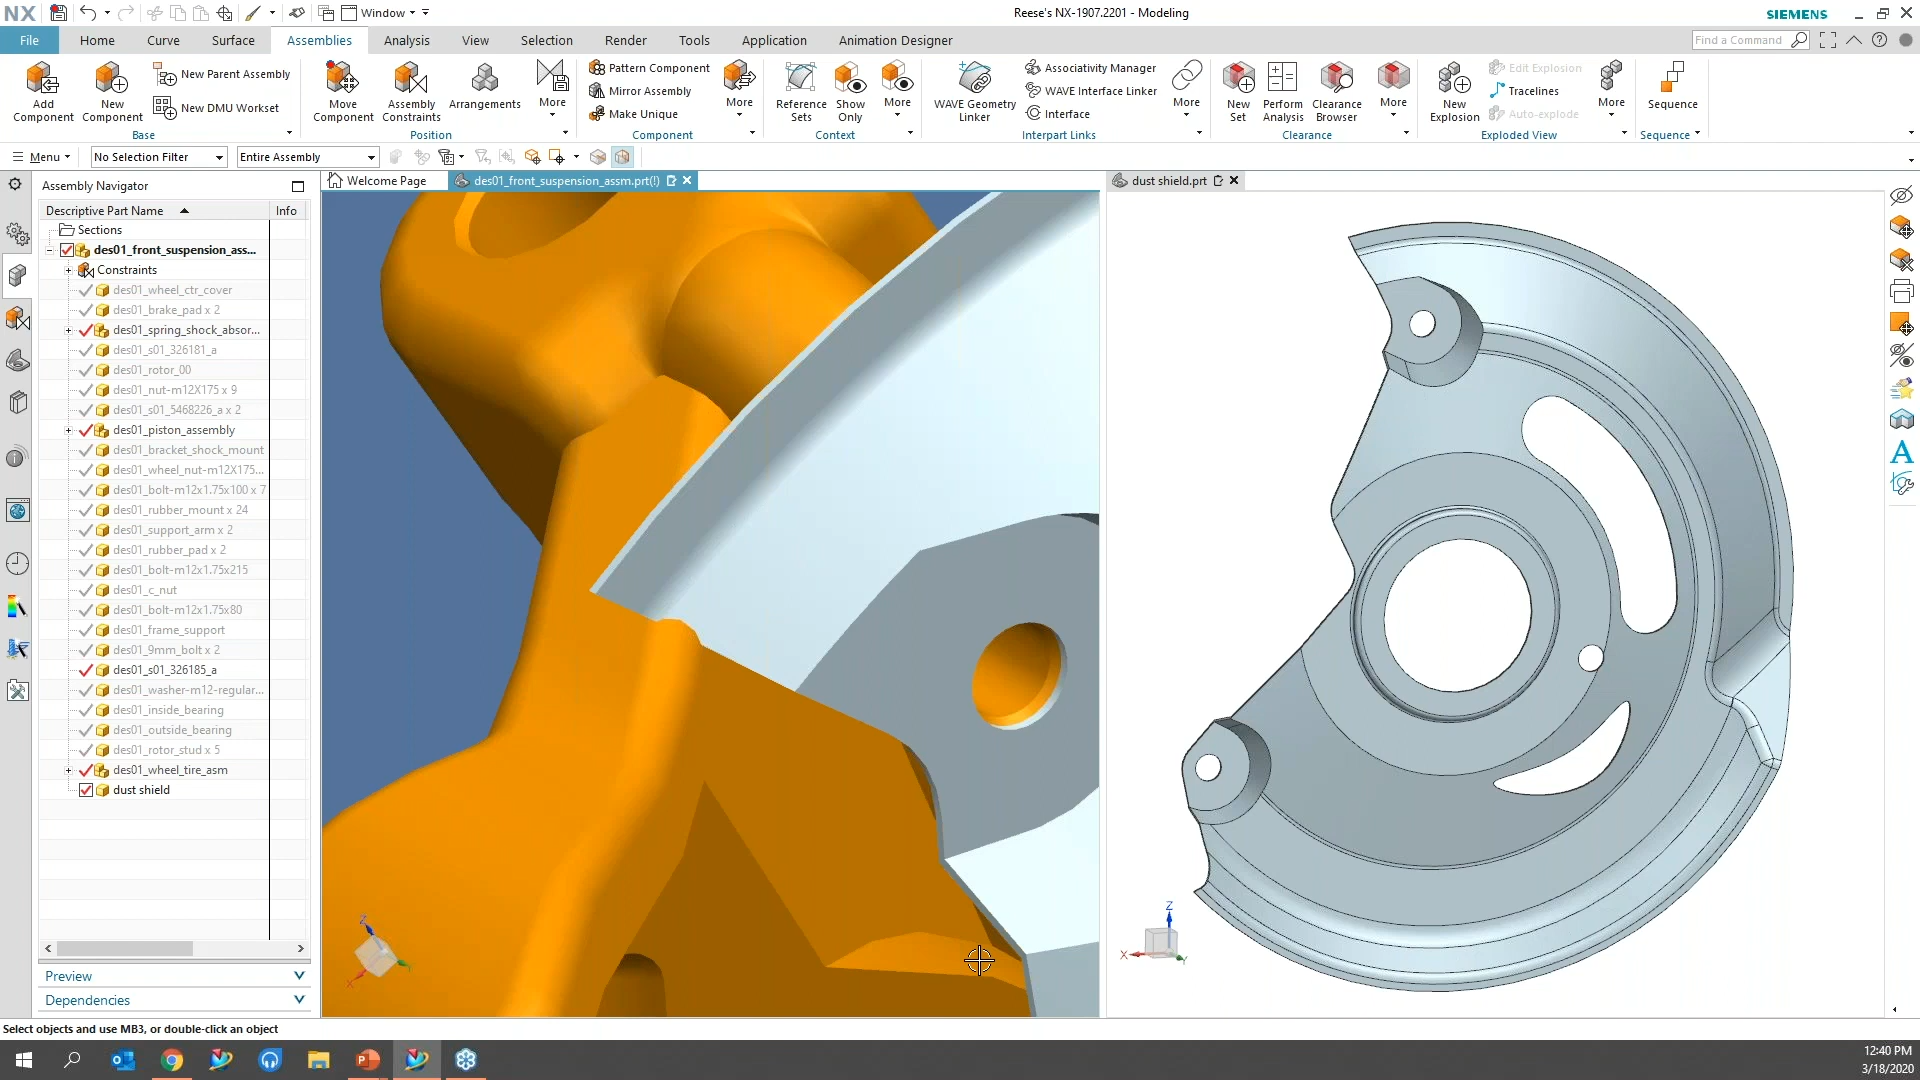 NX
Window
Reese's NX-1907.2201 - Modeling
SIEMENS
File
Home
Curve
Surface
Assemblies
Analysis
View
Selection
Render
Tools
Application
Animation Designer
Find a Command
Add Component
New Component
New Parent Assembly
New DMU Workset
Base
Move Component
Assembly Constraints
Arrangements
More
Position
Pattern Component
Mirror Assembly
Make Unique
More
Component
Reference Sets
Show Only
More
Context
WAVE Geometry Linker
Associativity Manager
WAVE Interface Linker
Interface
More
Interpart Links
New Set
Perform Analysis
Clearance Browser
More
Clearance
New Explosion
Edit Explosion
Tracelines
Auto-explode
More
Exploded View
Sequence
Sequence
Menu
No Selection Filter
Entire Assembly
Assembly Navigator
Welcome Page
des01_front_suspension_assm.prt(!)
dust shield.prt
Descriptive Part Name
Info
Sections
des01_front_suspension_ass...
Constraints
des01_wheel_ctr_cover
des01_brake_pad x 2
des01_spring_shock_absor...
des01_s01_326181_a
des01_rotor_00
des01_nut-m12X175 x 9
des01_s01_5468226_a x 2
des01_piston_assembly
des01_bracket_shock_mount
des01_wheel_nut-m12X175...
des01_bolt-m12x1.75x100 x 7
des01_rubber_mount x 24
des01_support_arm x 2
des01_rubber_pad x 2
des01_bolt-m12x1.75x215
des01_c_nut
des01_bolt-m12x1.75x80
des01_frame_support
des01_9mm_bolt x 2
des01_s01_326185_a
des01_washer-m12-regular...
des01_inside_bearing
des01_outside_bearing
des01_rotor_stud x 5
des01_wheel_tire_asm
dust shield
Z
X
Z
X
Y
A
Preview
Dependencies
Select objects and use MB3, or double-click an object
12:40 PM
3/18/2020